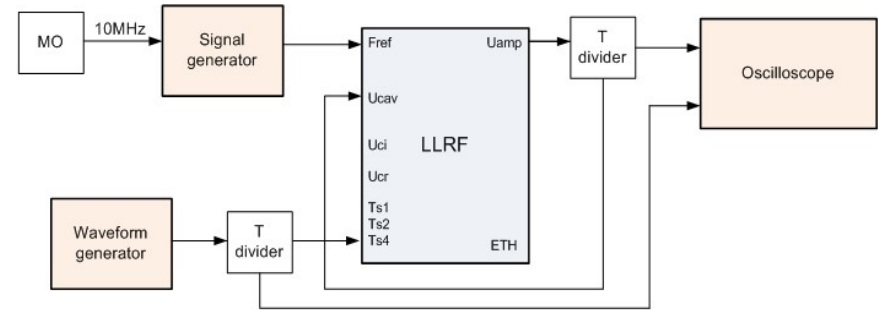 MO
10MHz
Signal
generator
Fref
Uamp
T
divider
Oscilloscope
Ucav
Uci
LLRF
Ucr
Ts1
Ts2
Ts4
ETH
Waveform
generator
T
divider